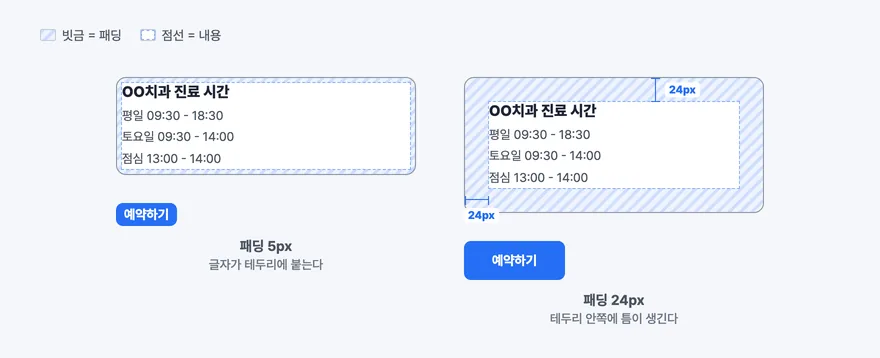 빗금 = 패딩
점선 = 내용
OO치과 진료 시간
평일 09:30 - 18:30
토요일 09:30 - 14:00
점심 13:00 - 14:00
예약하기
패딩 5px
글자가 테두리에 붙는다
24px
OO치과 진료 시간
평일 09:30 - 18:30
토요일 09:30 - 14:00
점심 13:00 - 14:00
24px
예약하기
패딩 24px
테두리 안쪽에 틈이 생긴다